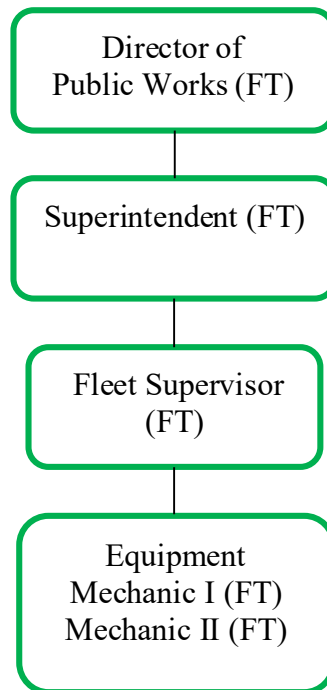 Director of
Public Works (FT)
Superintendent (FT)
Fleet Supervisor
(FT)
Equipment
Mechanic I (FT)
Mechanic II (FT)